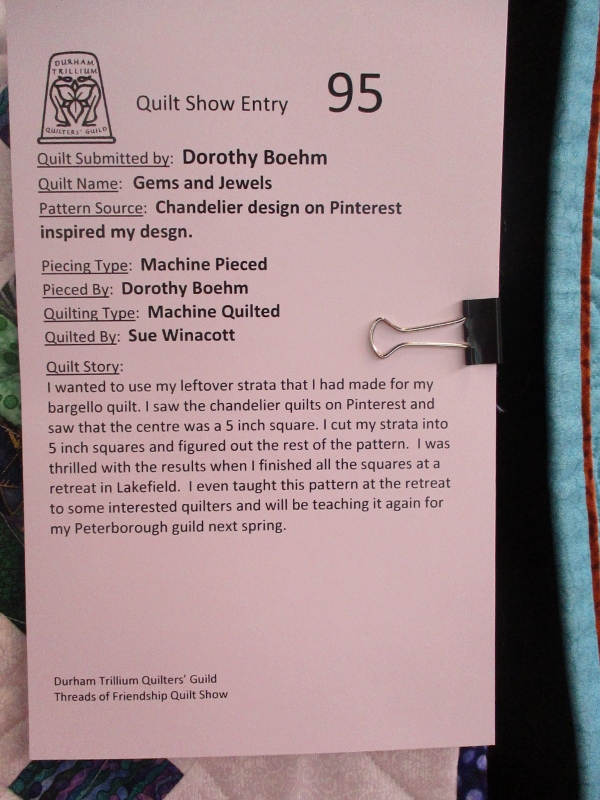 DURHAM
TRILLIUM
QUILTERS' GUILD
Quilt Show Entry 95
Quilt Submitted by: Dorothy Boehm
Quilt Name: Gems and Jewels
Pattern Source: Chandelier design on Pinterest
inspired my desgn.
Piecing Type: Machine Pieced
Pieced By: Dorothy Boehm
Quilting Type: Machine Quilted
Quilted By: Sue Winacott
Quilt Story:
I wanted to use my leftover strata that I had made for my
bargello quilt. I saw the chandelier quilts on Pinterest and
saw that the centre was a 5 inch square. I cut my strata into
5 inch squares and figured out the rest of the pattern. I was
thrilled with the results when I finished all the squares at a
retreat in Lakefield. I even taught this pattern at the retreat
to some interested quilters and will be teaching it again for
my Peterborough guild next spring.
Durham Trillium Quilters' Guild
Threads of Friendship Quilt Show